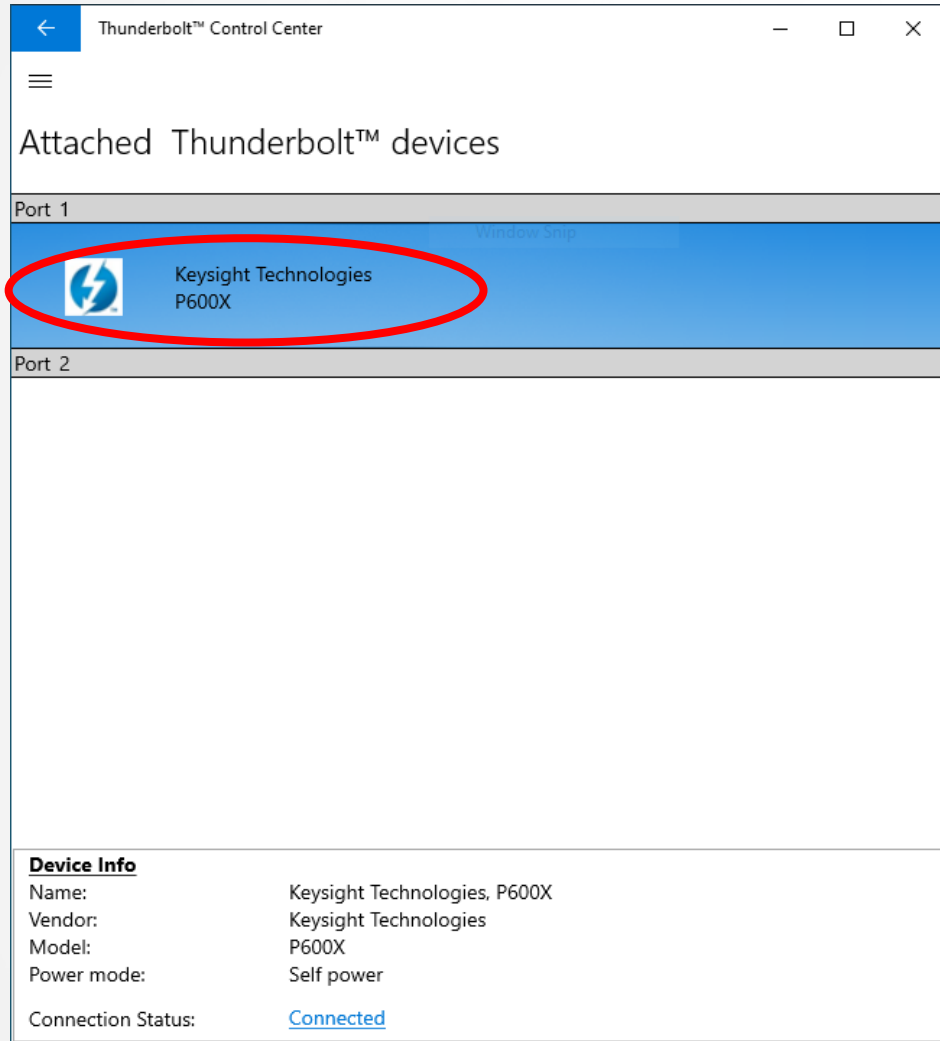 Thunderbolt™ Control Center
Attached Thunderbolt™ devices
Port 1
Window Snip
Keysight Technologies
P600X
Port 2
Device Info
Name: Keysight Technologies, P600X
Vendor: Keysight Technologies
Model: P600X
Power mode: Self power
Connection Status: Connected